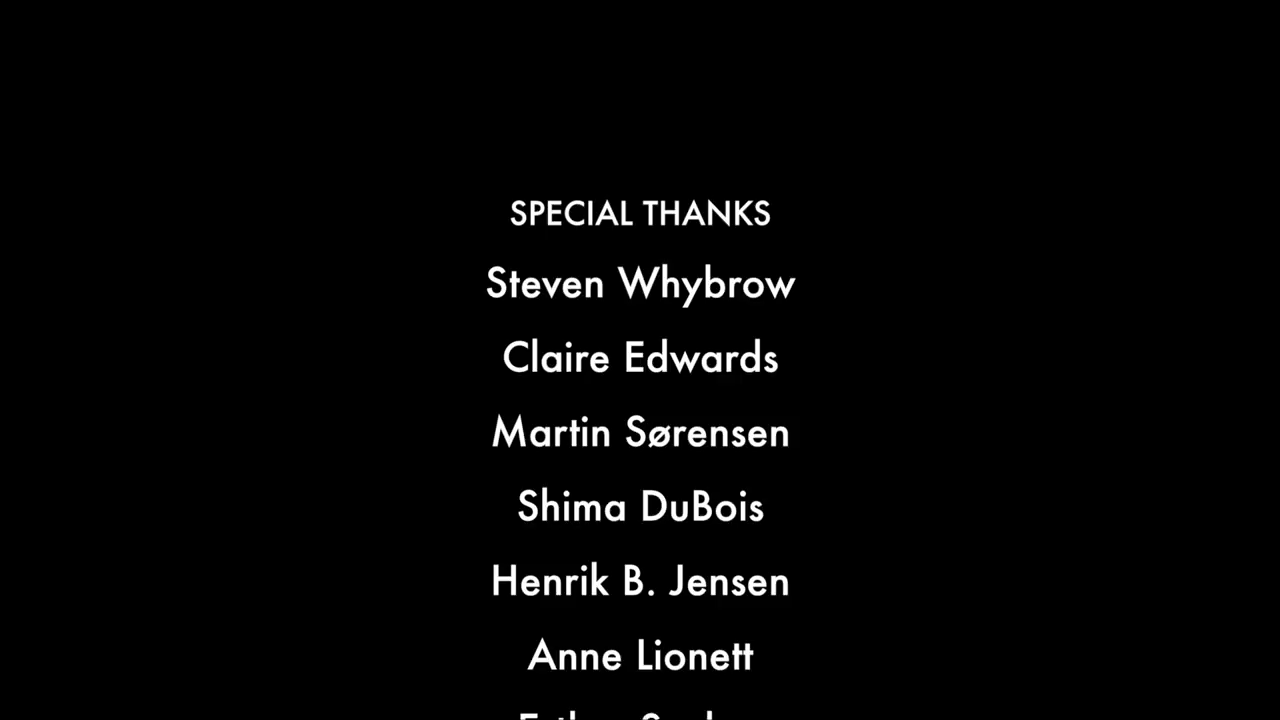 SPECIAL THANKS
Steven Whybrow
Claire Edwards
Martin Sørensen
Shima DuBois
Henrik B. Jensen
Anne Lionett